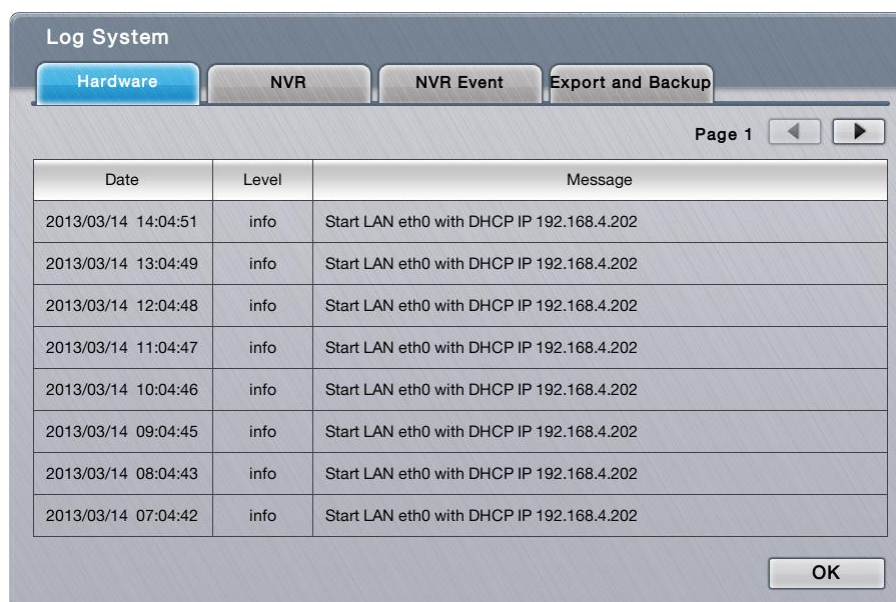 Log System
Hardware NVR NVR Event Export and Backup
Page 1
Date Level Message
2013/03/14 14:04:51 info Start LAN eth0 with DHCP IP 192.168.4.202
2013/03/14 13:04:49 info Start LAN eth0 with DHCP IP 192.168.4.202
2013/03/14 12:04:48 info Start LAN eth0 with DHCP IP 192.168.4.202
2013/03/14 11:04:47 info Start LAN eth0 with DHCP IP 192.168.4.202
2013/03/14 10:04:46 info Start LAN eth0 with DHCP IP 192.168.4.202
2013/03/14 09:04:45 info Start LAN eth0 with DHCP IP 192.168.4.202
2013/03/14 08:04:43 info Start LAN eth0 with DHCP IP 192.168.4.202
2013/03/14 07:04:42 info Start LAN eth0 with DHCP IP 192.168.4.202
OK